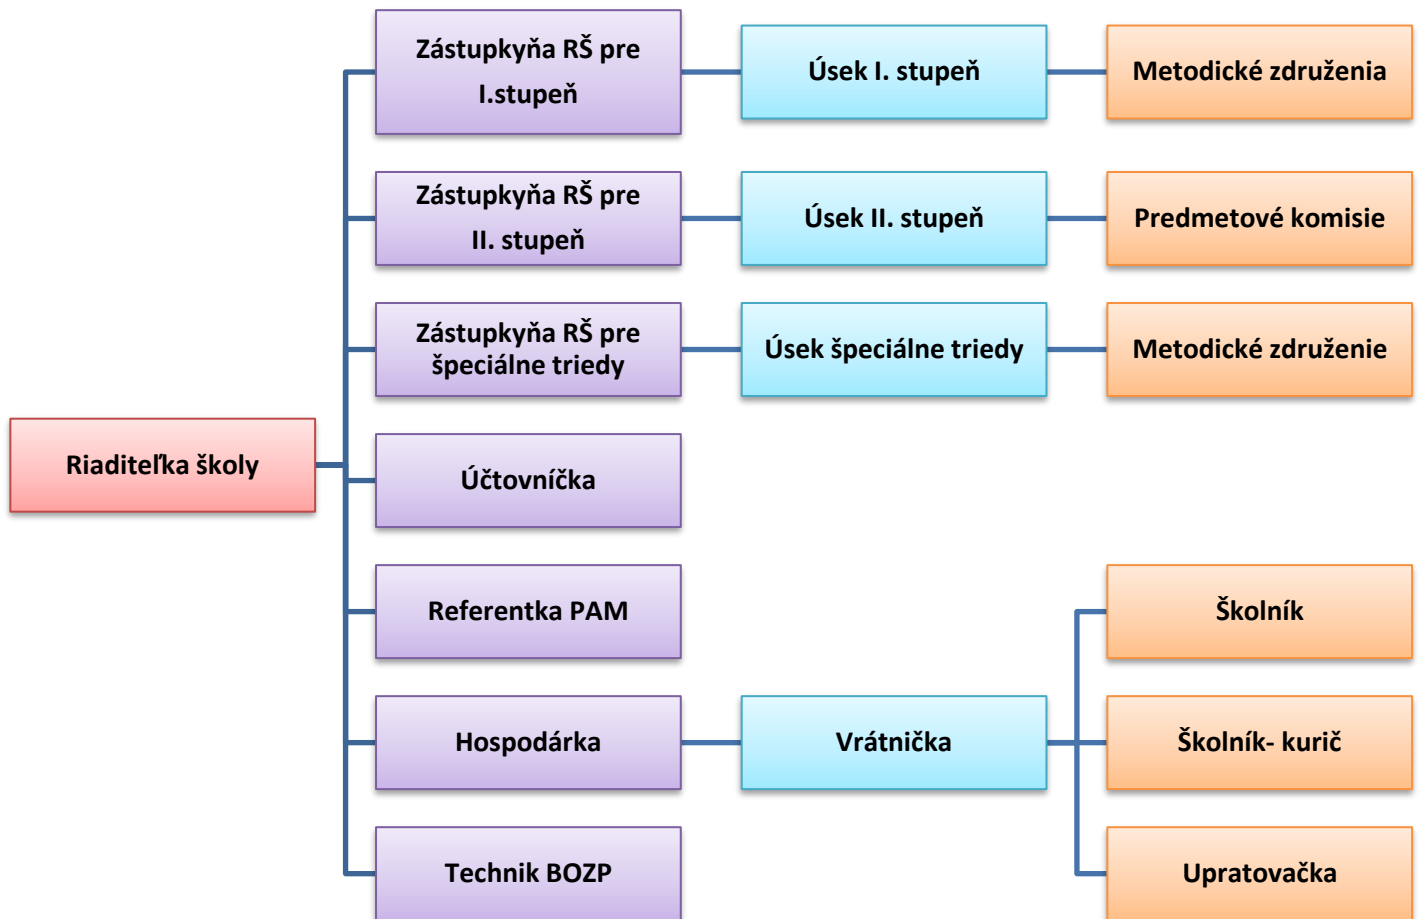 Zástupkyňa RŠ pre
I.stupeň
Úsek I. stupeň
Metodické združenia
Zástupkyňa RŠ pre
II. stupeň
Úsek II. stupeň
Predmetové komisie
Zástupkyňa RŠ pre
špeciálne triedy
Úsek špeciálne triedy
Metodické združenie
Riaditeľka školy
Účtovníčka
Referentka PAM
Školník
Hospodárka
Vrátnička
Školník- kurič
Technik BOZP
Upratovačka